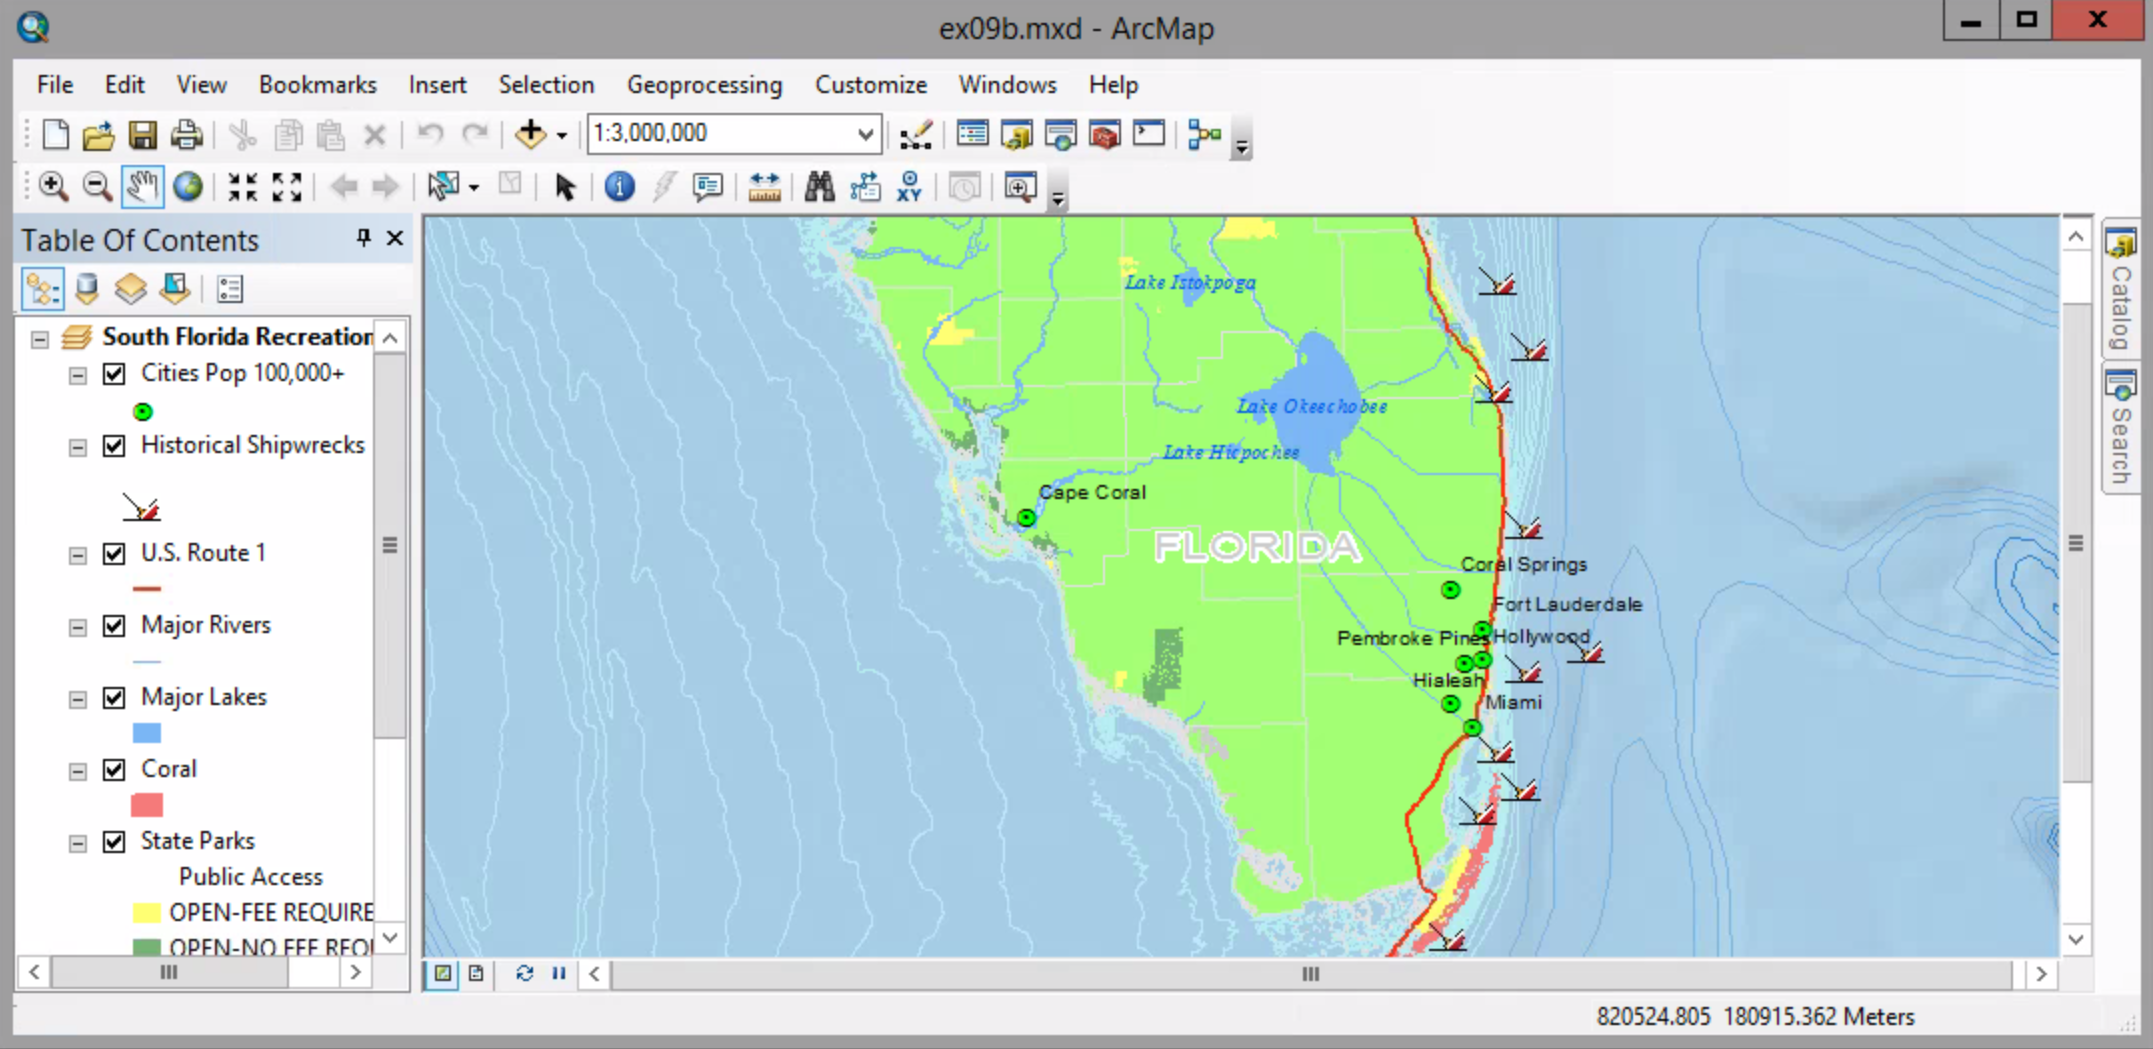 ex09b.mxd - ArcMap
File Edit View Bookmarks Insert Selection Geoprocessing Customize Windows Help
1:3,000,000
XY
Table Of Contents
South Florida Recreation
Cities Pop 100,000+
Historical Shipwrecks
U.S. Route 1
Major Rivers
Major Lakes
Coral
State Parks
Public Access
OPEN-FEE REQUIRE
OPEN-NO FEE REQU
Lake Istokpoga
Lake Okeechobee
Lake Hicpochee
Cape Coral
FLORIDA
Coral Springs
Fort Lauderdale
Pembroke Pines
Hollywood
Hialeah
Miami
Catalog
Search
820524.805 180915.362 Meters